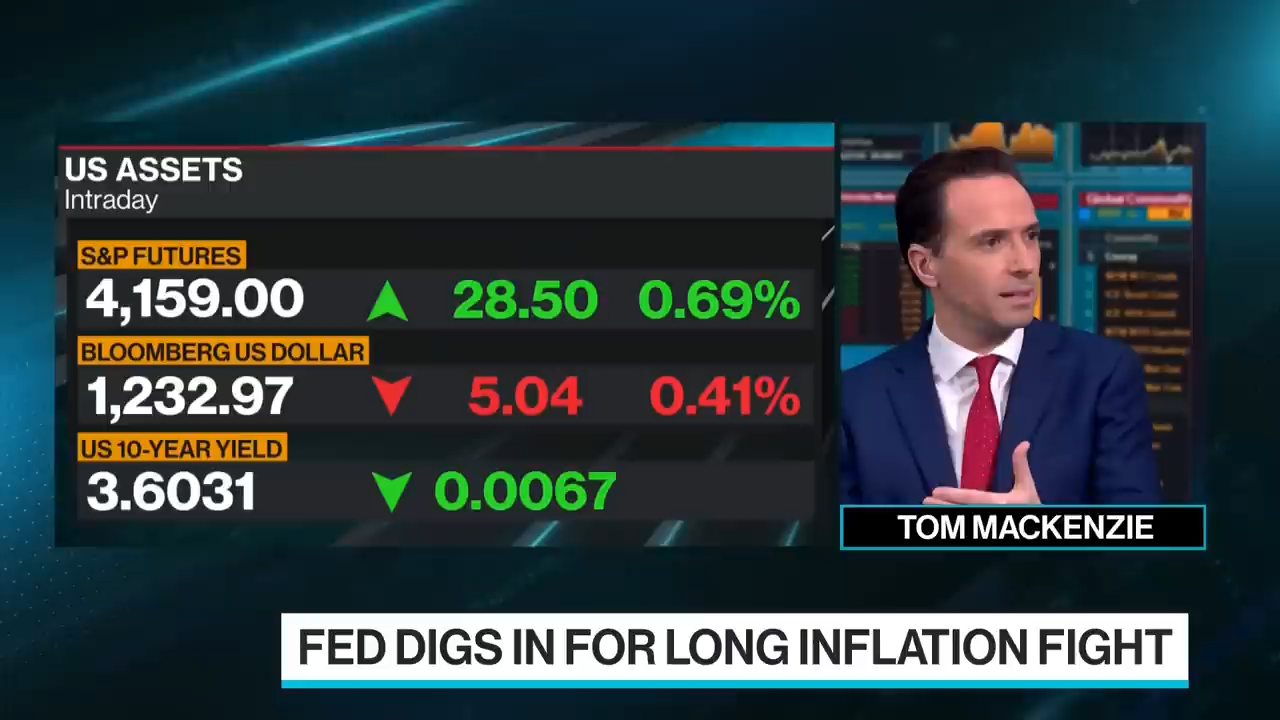 US ASSETS
Intraday
S&P FUTURES
4,159.00 28.50 0.69%
BLOOMBERG US DOLLAR
1,232.97 5.04 0.41%
US 10-YEAR YIELD
3.6031 0.0067
TOM MACKENZIE
FED DIGS IN FOR LONG INFLATION FIGHT